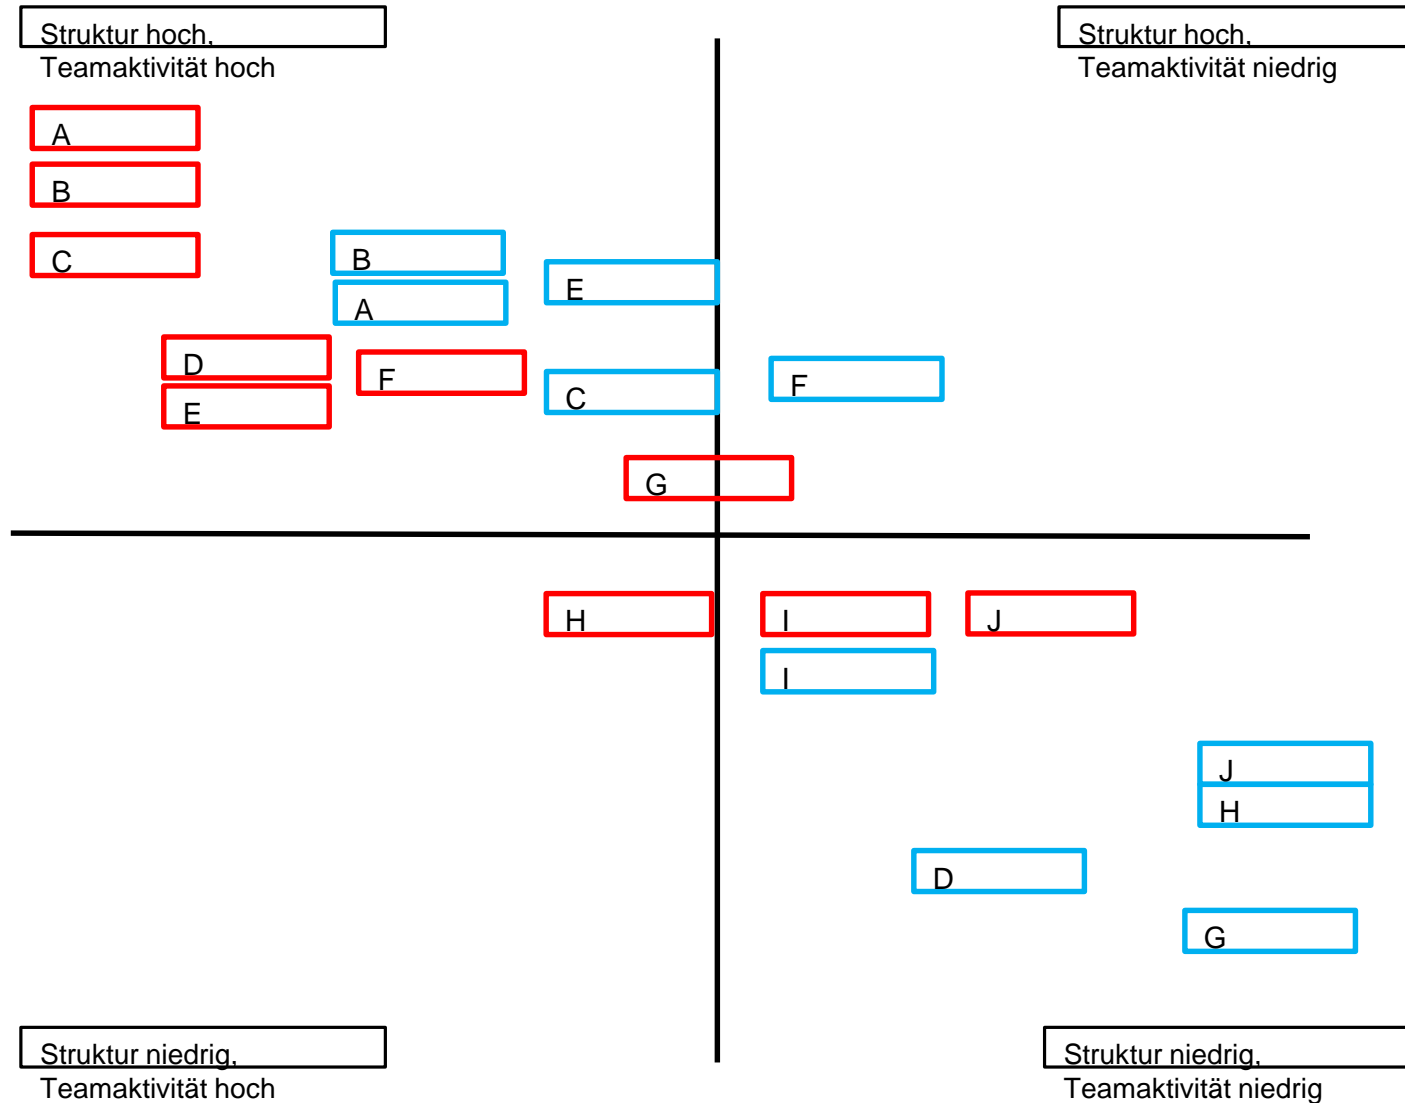 Struktur hoch,
Teamaktivität hoch
Struktur hoch,
Teamaktivität niedrig
A
B
C
B
A
E
D
E
F
C
F
G
H
I
J
I
J
H
D
G
Struktur niedrig,
Teamaktivität hoch
Struktur niedrig,
Teamaktivität niedrig